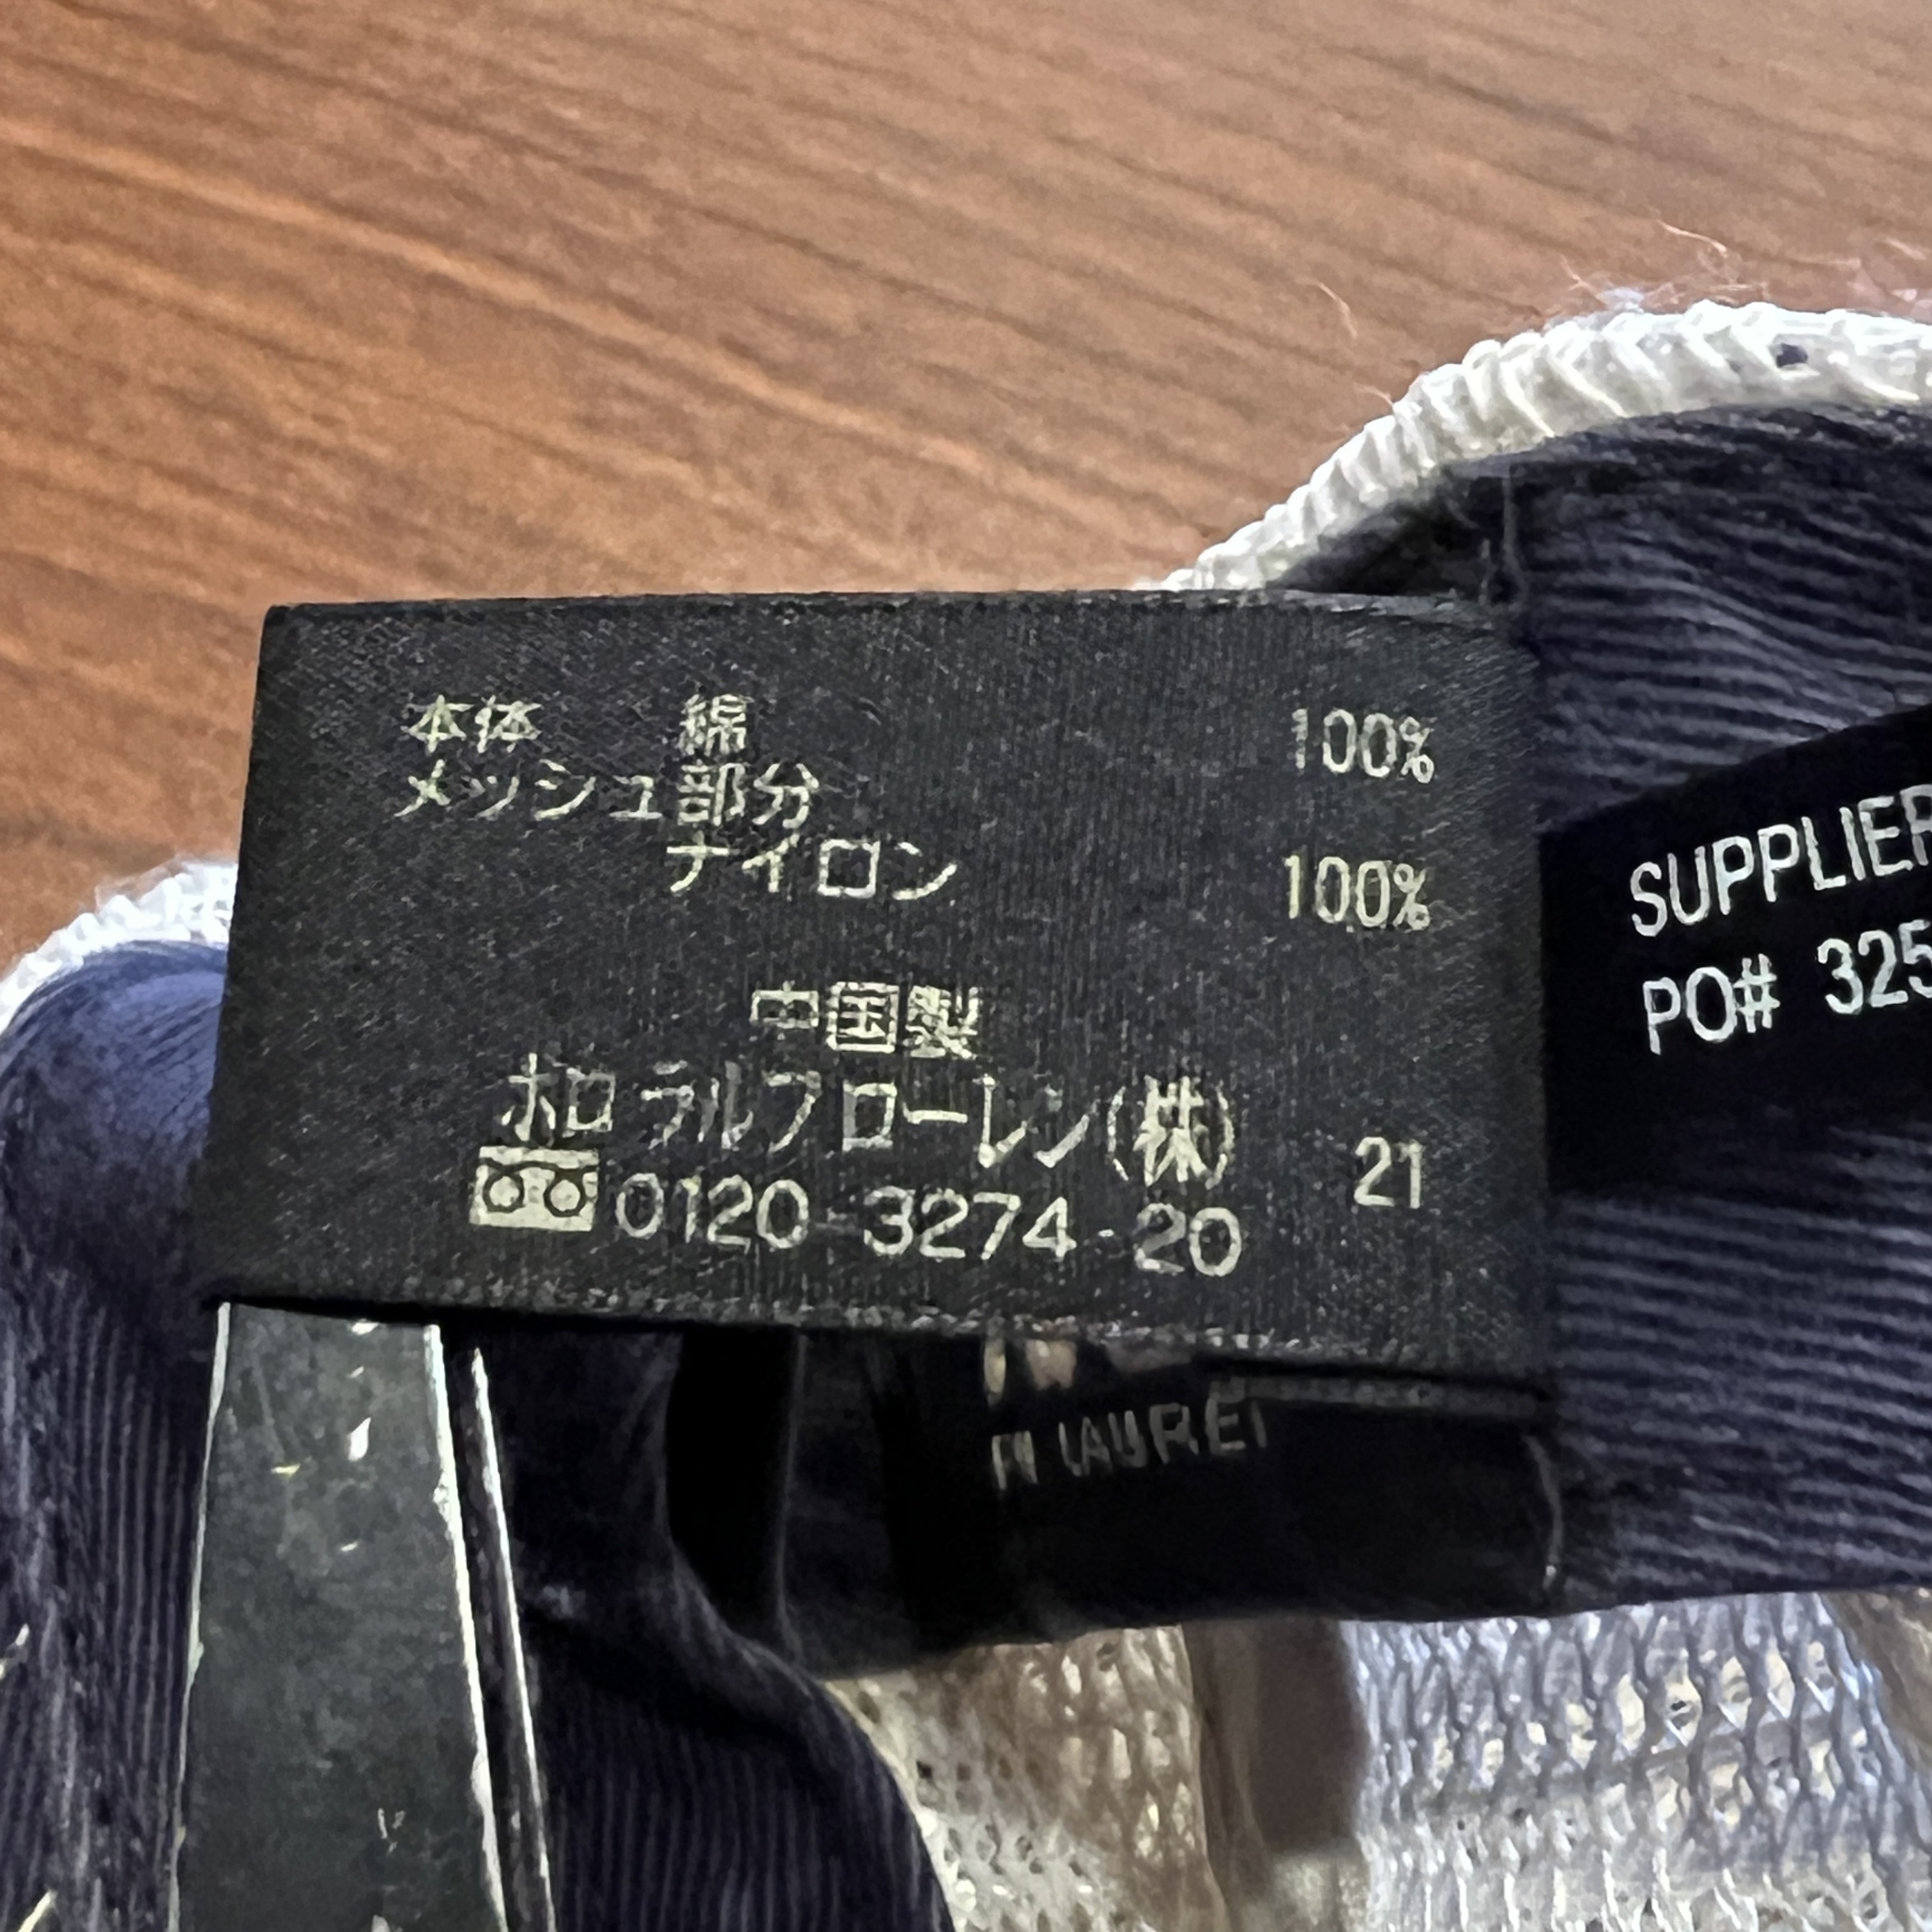 本体 綿 100%
メッシュ部分
ナイロン 100%
中国製
ポロ ラルフ ローレン(株) 21
0120-3274-20
SUPPLIER
PO# 325